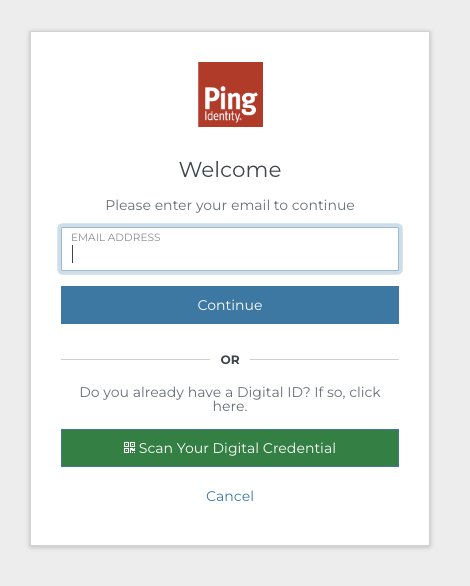 Ping
Identity.
Welcome
Please enter your email to continue
EMAIL ADDRESS
Continue
OR
Do you already have a Digital ID? If so, click
here.
Scan Your Digital Credential
Cancel